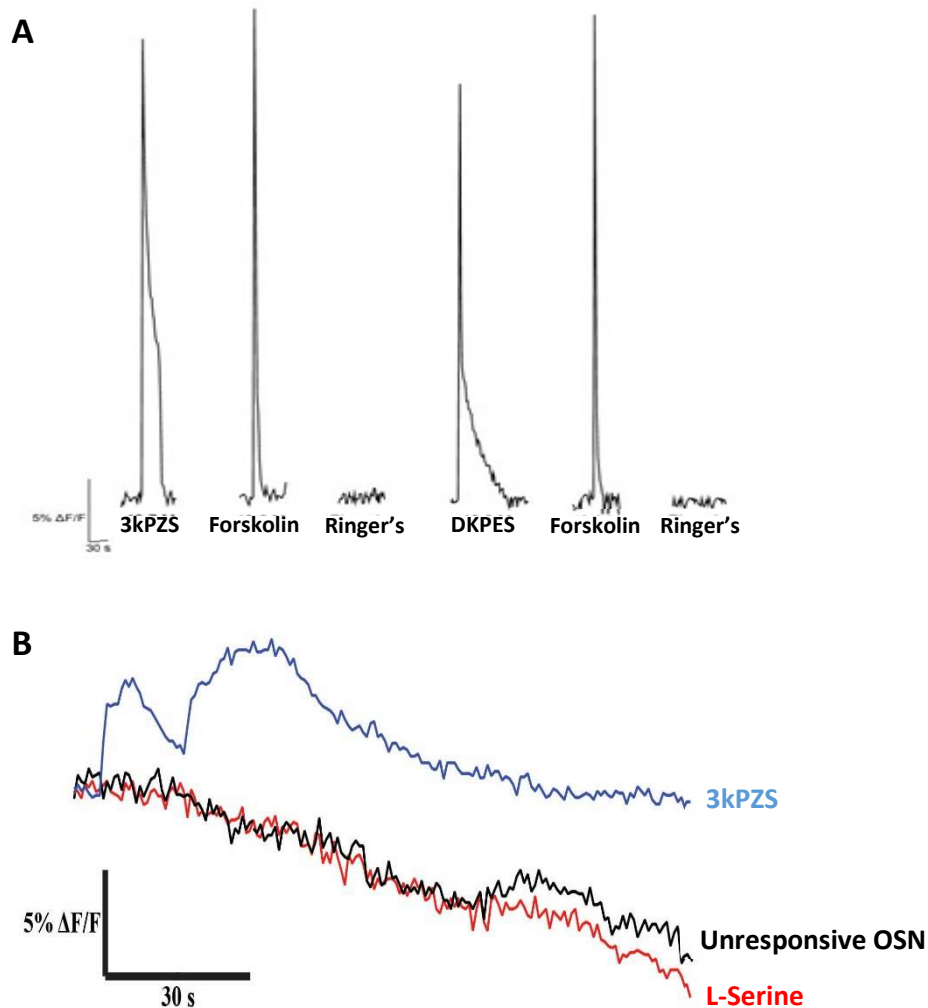 A
5% ΔF/F
30 s
3kPZS Forskolin Ringer's DKPES Forskolin Ringer's
B
3kPZS
5% ΔF/F
30 s
Unresponsive OSN
L-Serine